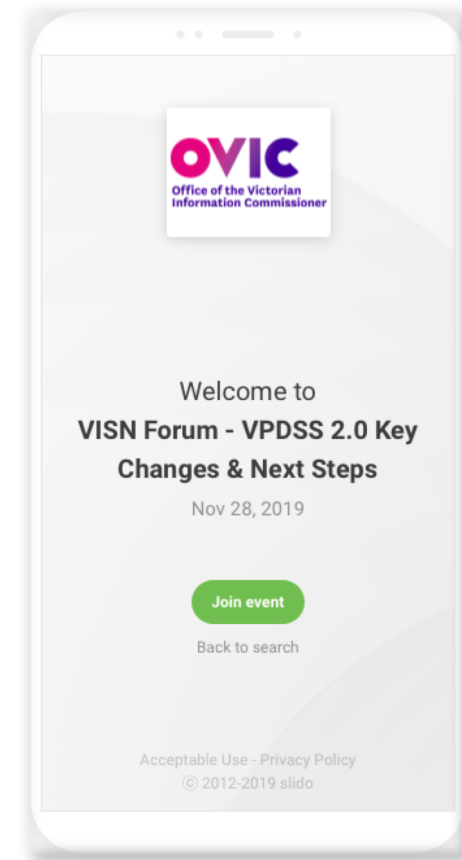 OVIC
Office of the Victorian
Information Commissioner
Welcome to
VISN Forum - VPDSS 2.0 Key
Changes & Next Steps
Nov 28, 2019
Join event
Back to search
Acceptable Use - Privacy Policy
© 2012-2019 slido